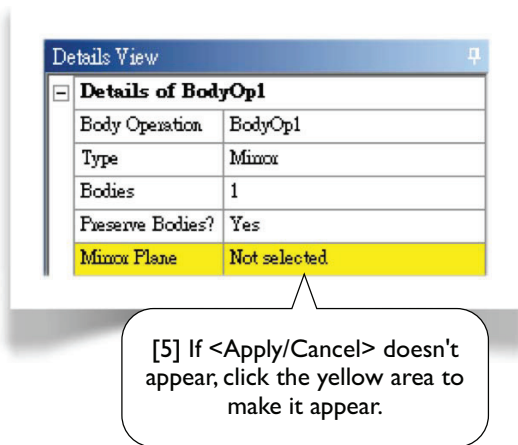 Details View
Details of BodyOp1
Body Operation BodyOp1
Type Mirror
Bodies 1
Preserve Bodies? Yes
Mirror Plane Not selected
[5] If <Apply/Cancel> doesn't
appear, click the yellow area to
make it appear.